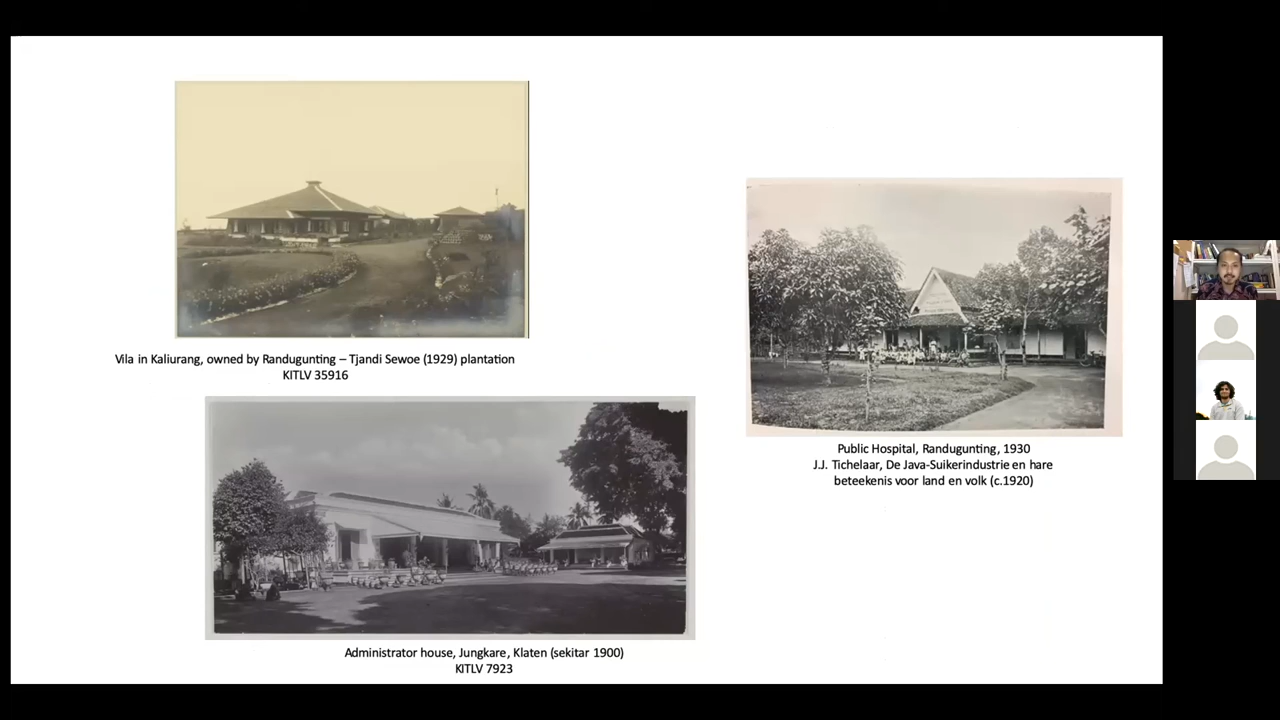 Vila in Kaliurang, owned by Randugunting – Tjandi Sewoe (1929) plantation
KITLV 35916
Public Hospital, Randugunting, 1930
J.J. Tichelaar, De Java-Suikerindustrie en hare
beteekenis voor land en volk (c.1920)
Administrator house, Jungkare, Klaten (sekitar 1900)
KITLV 7923